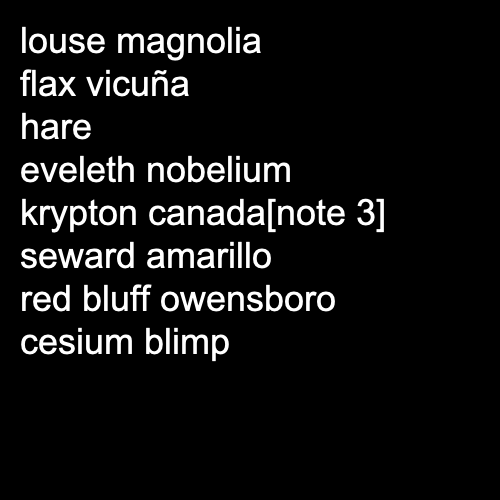 louse magnolia
flax vicuña
hare
eveleth nobelium
krypton canada[note 3]
seward amarillo
red bluff owensboro
cesium blimp